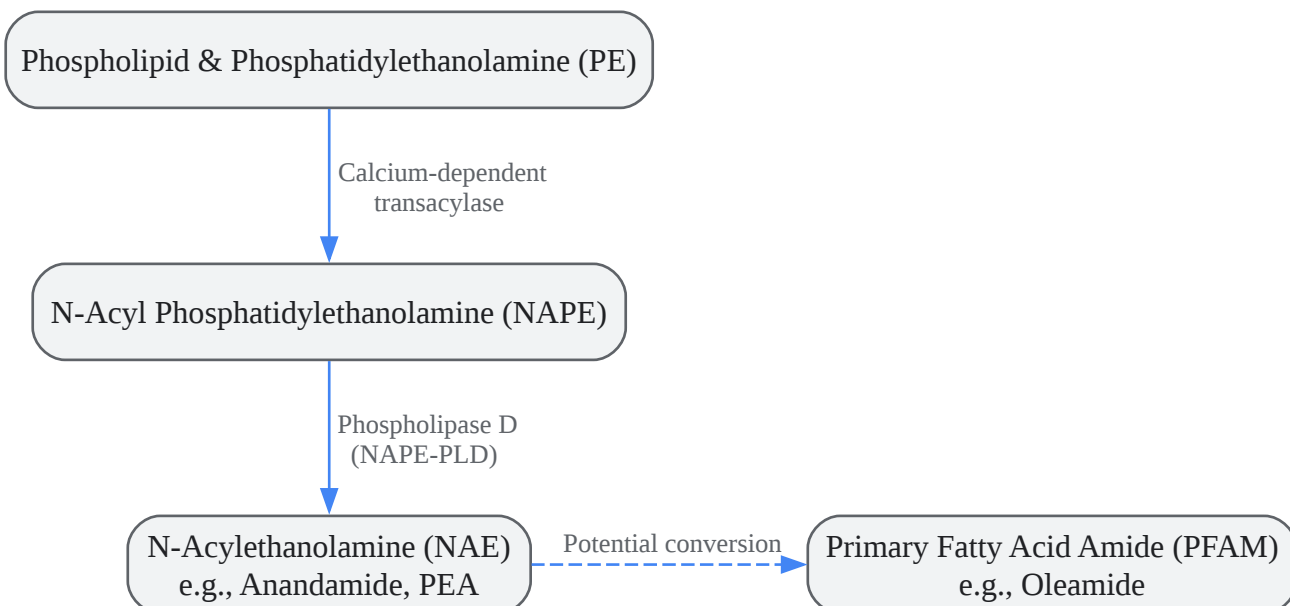 Phospholipid & Phosphatidylethanolamine (PE)
Calcium-dependent
transacylase
N-Acyl Phosphatidylethanolamine (NAPE)
Phospholipase D
(NAPE-PLD)
N-Acylethanolamine (NAE)
e.g., Anandamide, PEA
Potential conversion
Primary Fatty Acid Amide (PFAM)
e.g., Oleamide